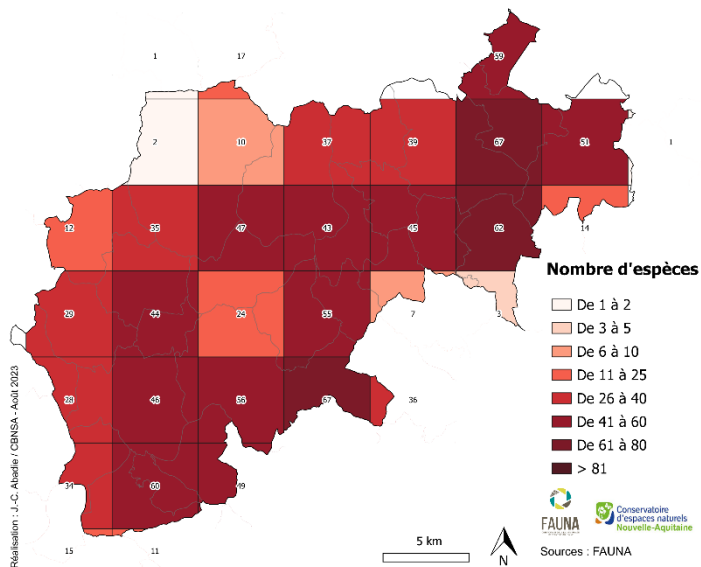 1 17
59
2 10 37 39 67 51 1
12 35 47 43 45 62 14
29 44 24 55 7 3
28 46 56 67 36
34 60 49
15 11
Nombre d'espèces
De 1 à 2
De 3 à 5
De 6 à 10
De 11 à 25
De 26 à 40
De 41 à 60
De 61 à 80
> 81
Réalisation : J.-C. Abadie / CBNSA - Août 2023
5 km
N
FAUNA
Conservatoire
d'espaces naturels
Nouvelle-Aquitaine
Sources : FAUNA